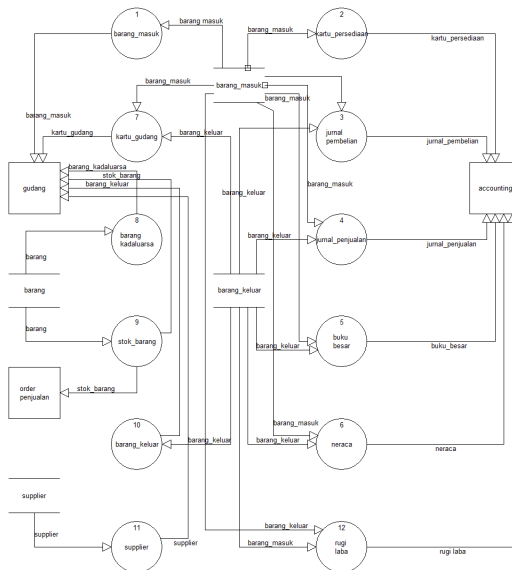 barang masuk
1
barang_masuk
barang_masuk
2
kartu_persediaan
kartu_persediaan
barang_masuk
barang_masuk
barang_masuk
barang_masuk
7
kartu_gudang
kartu_gudang
barang_keluar
3
jurnal
pembelian
jurnal_pembelian
gudang
barang_kadaluarsa
stok_barang
barang_keluar
barang_keluar
barang_masuk
accounting
8
barang
kadaluarsa
4
jurnal_penjualan
jurnal_penjualan
barang_keluar
barang
barang
barang_keluar
barang
9
stok_barang
5
buku
besar
buku_besar
barang_keluar
order
penjualan
stok_barang
10
barang_keluar
barang_keluar
barang_masuk
barang_keluar
6
neraca
neraca
supplier
supplier
11
supplier
supplier
barang_keluar
barang_masuk
12
rugi
laba
rugi laba